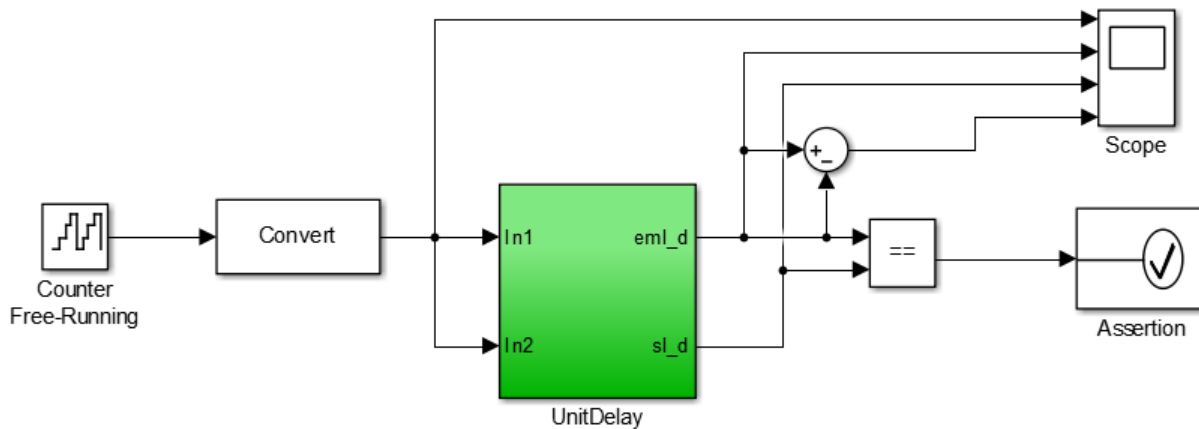 Scope
+
-
Convert
In1
eml_d
==
Counter
Free-Running
In2
sl_d
Assertion
UnitDelay